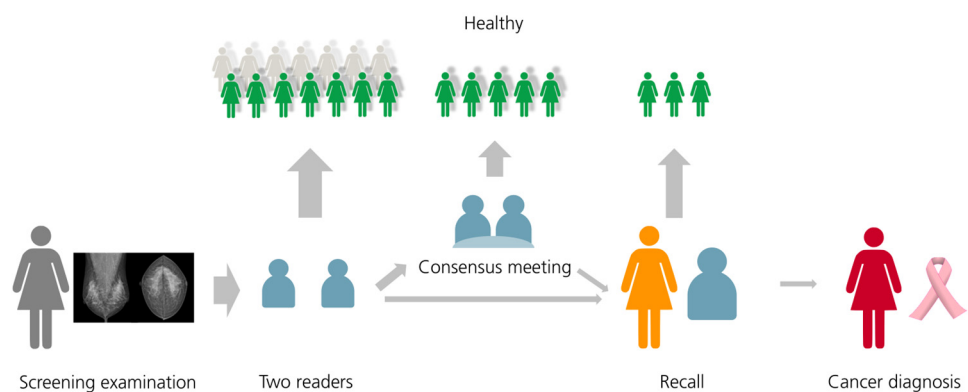 Healthy
Consensus meeting
Screening examination
Two readers
Recall
Cancer diagnosis